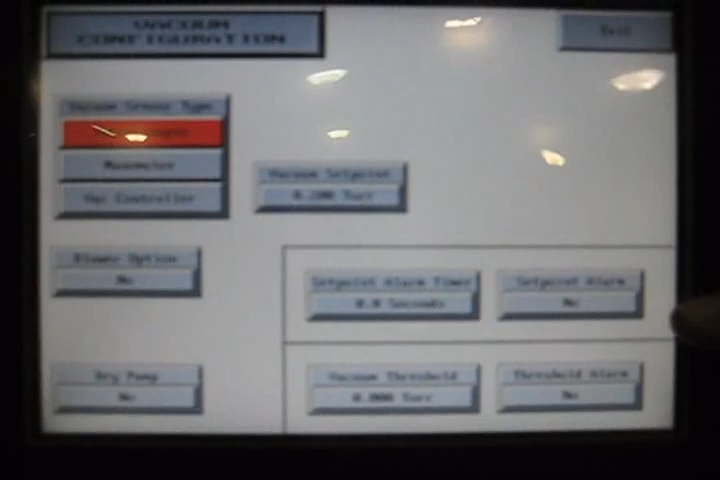 VACUUM
CONFIGURATION
Exit
Vacuum Sensor Type
Manometer
Vac Controller
Vacuum Setpoint
0.200 Torr
Blower Option
No
Setpoint Alarm Timer
0.0 Seconds
Setpoint Alarm
No
Dry Pump
No
Vacuum Threshold
0.000 Torr
Threshold Alarm
No